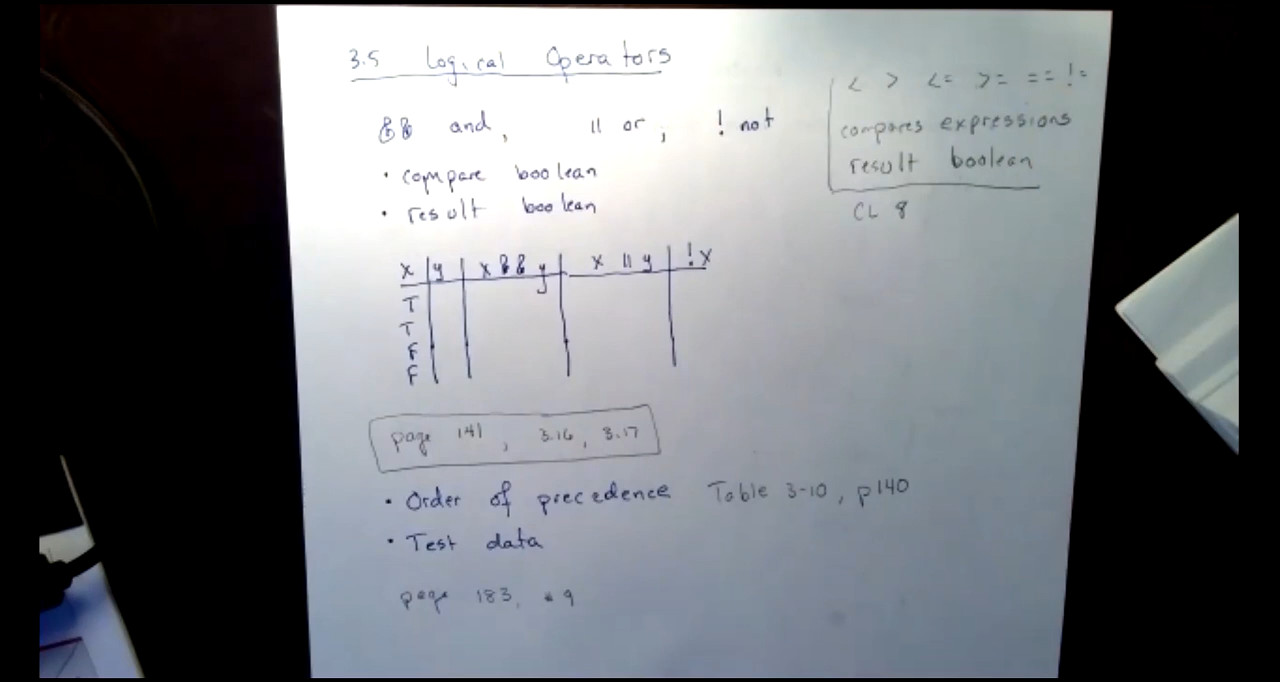 3.5 Logical Operators
&& and, || or, ! not
• compare boolean
• result boolean
< > <= >= == !=
compares expressions
result boolean
CL 8
x y x && y x || y !x
T
T
F
F
page 141, 3.16, 3.17
• Order of precedence Table 3-10, p140
• Test data
page 183, # 9